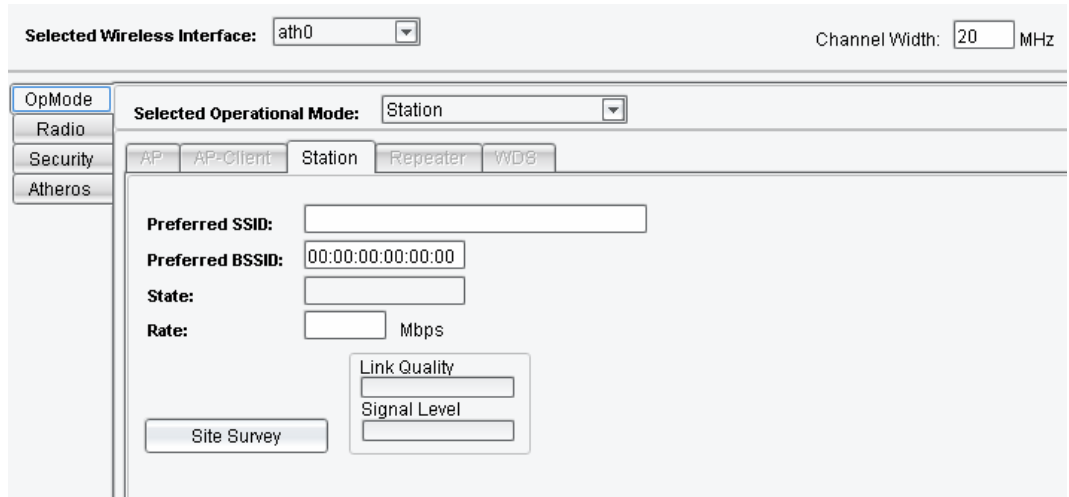 Selected Wireless Interface: ath0
Channel Width: 20 MHz
OpMode
Radio
Security
Atheros
Selected Operational Mode: Station
AP AP-Client Station Repeater WDS
Preferred SSID:
Preferred BSSID: 00:00:00:00:00:00
State:
Rate: Mbps
Link Quality
Signal Level
Site Survey